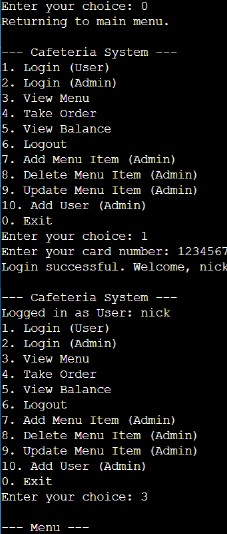 Enter your choice: 0
Returning to main menu.
--- Cafeteria System ---
1. Login (User)
2. Login (Admin)
3. View Menu
4. Take Order
5. View Balance
6. Logout
7. Add Menu Item (Admin)
8. Delete Menu Item (Admin)
9. Update Menu Item (Admin)
10. Add User (Admin)
0. Exit
Enter your choice: 1
Enter your card number: 1234567
Login successful. Welcome, nick
--- Cafeteria System ---
Logged in as User: nick
1. Login (User)
2. Login (Admin)
3. View Menu
4. Take Order
5. View Balance
6. Logout
7. Add Menu Item (Admin)
8. Delete Menu Item (Admin)
9. Update Menu Item (Admin)
10. Add User (Admin)
0. Exit
Enter your choice: 3
--- Menu ---